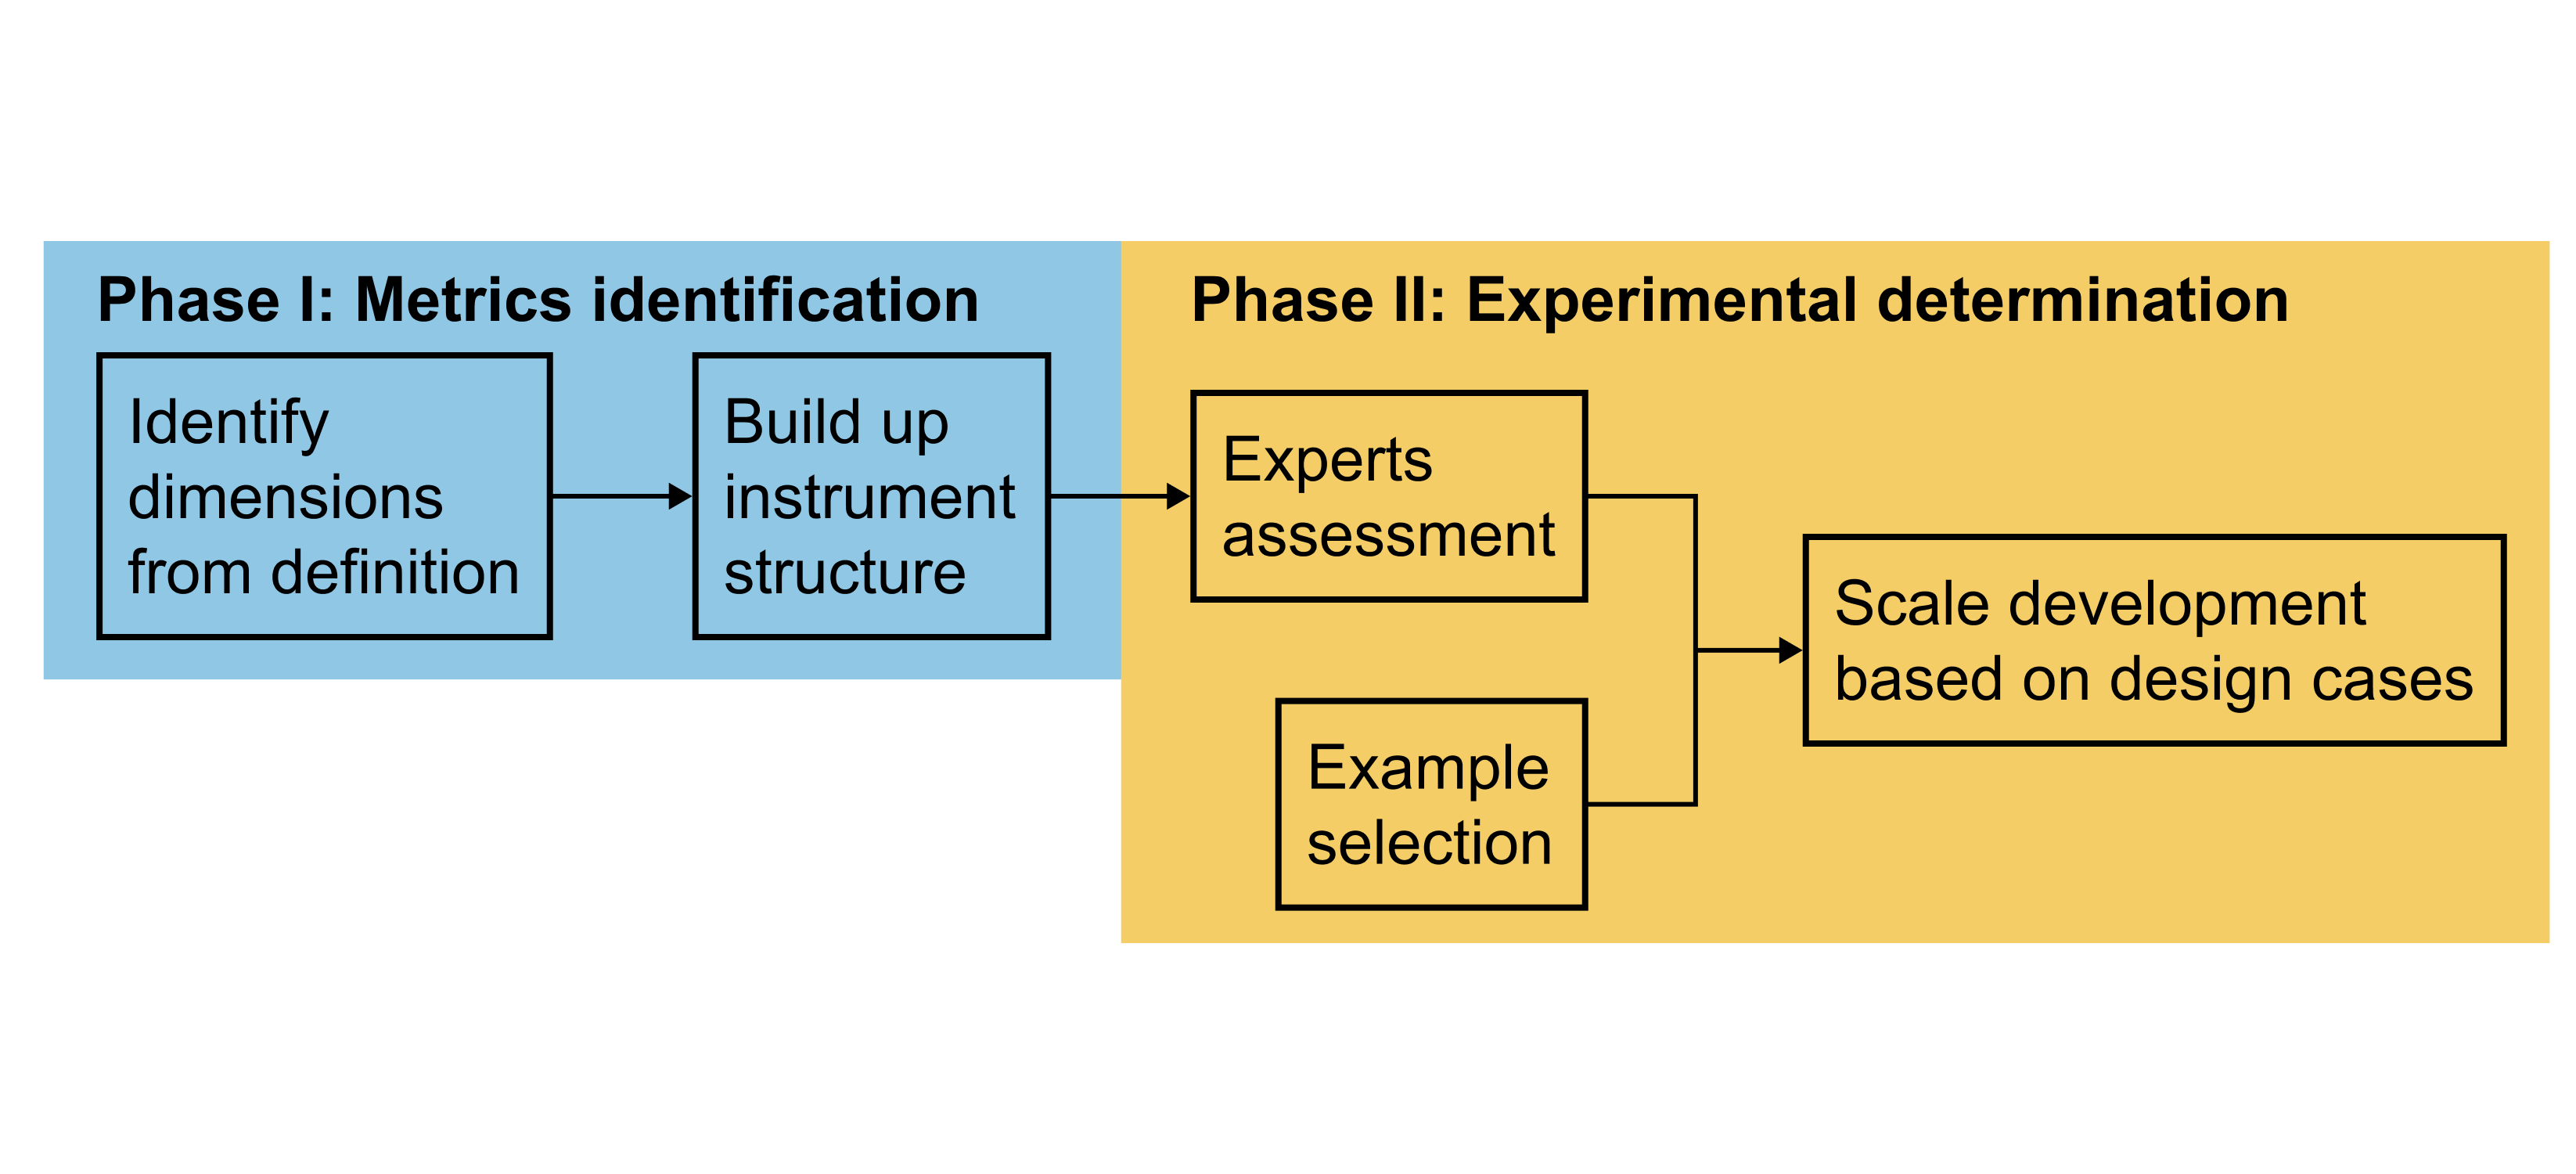 Phase I: Metrics identification
Identify
dimensions
from definition
Build up
instrument
structure
Phase II: Experimental determination
Experts
assessment
Example
selection
Scale development
based on design cases